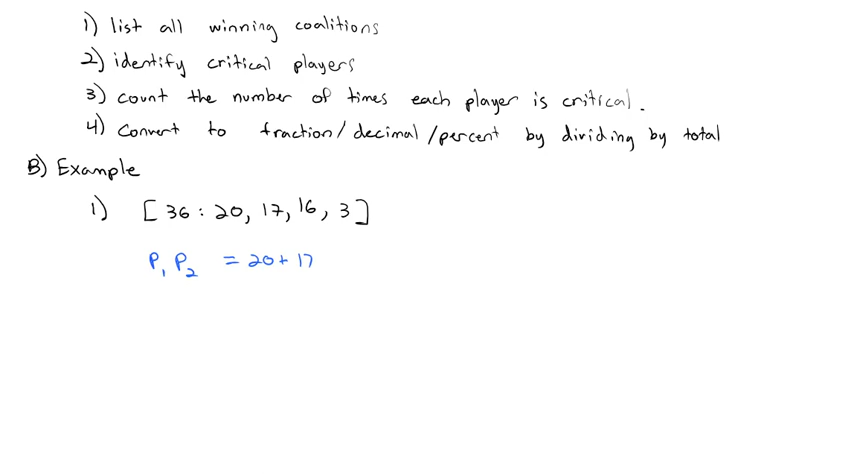 1) list all winning coalitions
2) identify critical players
3) count the number of times each player is critical.
4) convert to fraction/decimal/percent by dividing by total
B) Example
1) [36: 20, 17, 16, 3]
P₁ P₂ = 20+17